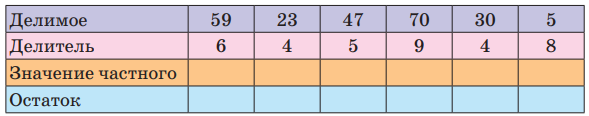 Делимое 59 23 47 70 30 5
Делитель 6 4 5 9 4 8
Значение частного
Остаток